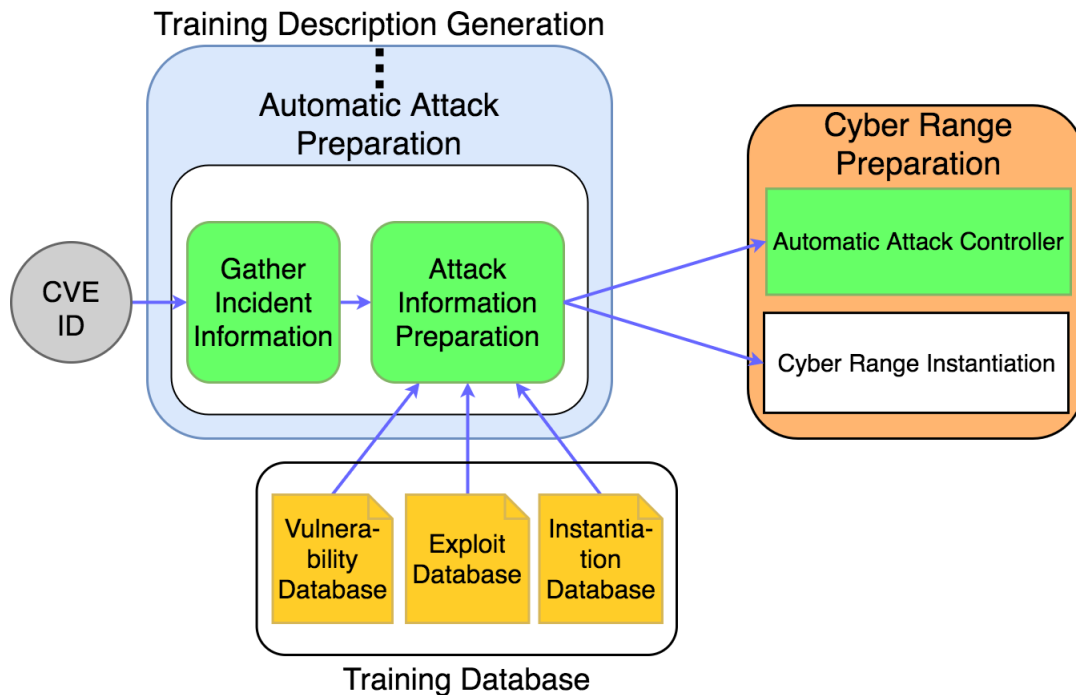 Training Description Generation
Automatic Attack
Preparation
CVE
ID
Gather
Incident
Information
Attack
Information
Preparation
Cyber Range
Preparation
Automatic Attack Controller
Cyber Range Instantiation
Vulnera-
bility
Database
Exploit
Database
Instantia-
tion
Database
Training Database